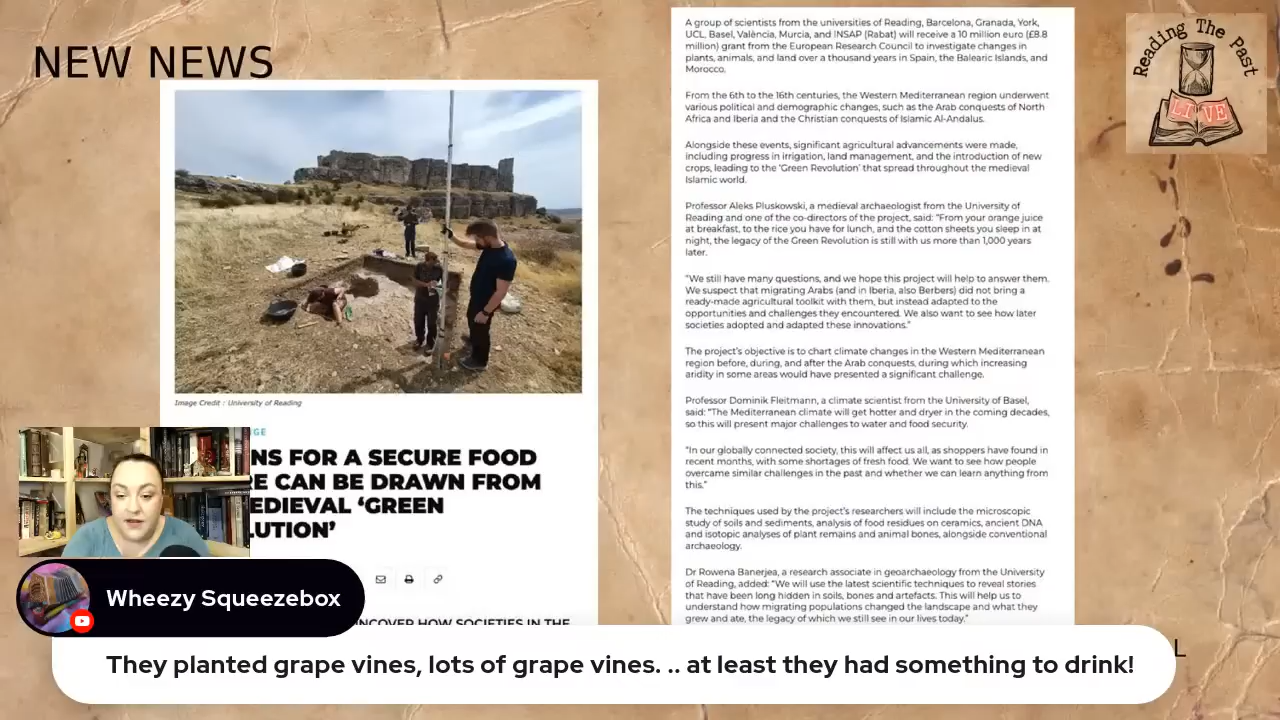 NEW NEWS
Reading The Past
LIVE
Image Credit : University of Reading
GE
NS FOR A SECURE FOOD
E CAN BE DRAWN FROM
EDIEVAL ‘GREEN
LUTION’
NCOVER HOW SOCIETIES IN THE
A group of scientists from the universities of Reading, Barcelona, Granada, York,
UCL, Basel, València, Murcia, and INSAP (Rabat) will receive a 10 million euro (£8.8
million) grant from the European Research Council to investigate changes in
plants, animals, and land over a thousand years in Spain, the Balearic Islands, and
Morocco.
From the 6th to the 16th centuries, the Western Mediterranean region underwent
various political and demographic changes, such as the Arab conquests of North
Africa and Iberia and the Christian conquests of Islamic Al-Andalus.
Alongside these events, significant agricultural advancements were made,
including progress in irrigation, land management, and the introduction of new
crops, leading to the ‘Green Revolution’ that spread throughout the medieval
Islamic world.
Professor Aleks Pluskowski, a medieval archaeologist from the University of
Reading and one of the co-directors of the project, said: “From your orange juice
at breakfast, to the rice you have for lunch, and the cotton sheets you sleep in at
night, the legacy of the Green Revolution is still with us more than 1,000 years
later.
“We still have many questions, and we hope this project will help to answer them.
We suspect that migrating Arabs (and in Iberia, also Berbers) did not bring a
ready-made agricultural toolkit with them, but instead adapted to the
opportunities and challenges they encountered. We also want to see how later
societies adopted and adapted these innovations.”
The project’s objective is to chart climate changes in the Western Mediterranean
region before, during, and after the Arab conquests, during which increasing
aridity in some areas would have presented a significant challenge.
Professor Dominik Fleitmann, a climate scientist from the University of Basel,
said: “The Mediterranean climate will get hotter and dryer in the coming decades,
so this will present major challenges to water and food security.
“In our globally connected society, this will affect us all, as shoppers have found in
recent months, with some shortages of fresh food. We want to see how people
overcame similar challenges in the past and whether we can learn anything from
this.”
The techniques used by the project’s researchers will include the microscopic
study of soils and sediments, analysis of food residues on ceramics, ancient DNA
and isotopic analyses of plant remains and animal bones, alongside conventional
archaeology.
Dr Rowena Banerjea, a research associate in geoarchaeology from the University
of Reading, added: “We will use the latest scientific techniques to reveal stories
that have been long hidden in soils, bones and artefacts. This will help us to
understand how migrating populations changed the landscape and what they
grew and ate, the legacy of which we still see in our lives today.”
L
Wheezy Squeezebox
They planted grape vines, lots of grape vines. .. at least they had something to drink!